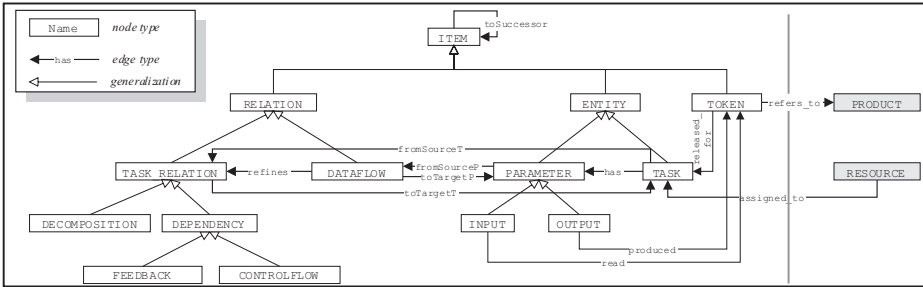 toSuccessor
Name node type
ITEM
has edge type
generalization
RELATION ENTITY TOKEN refers_to PRODUCT
released_
for
fromSourceT
fromSourceP
TASK RELATION refines DATAFLOW toTargetP PARAMETER has TASK RESOURCE
toTargetT
assigned_to
DECOMPOSITION DEPENDENCY INPUT OUTPUT
produced
read
FEEDBACK CONTROLFLOW